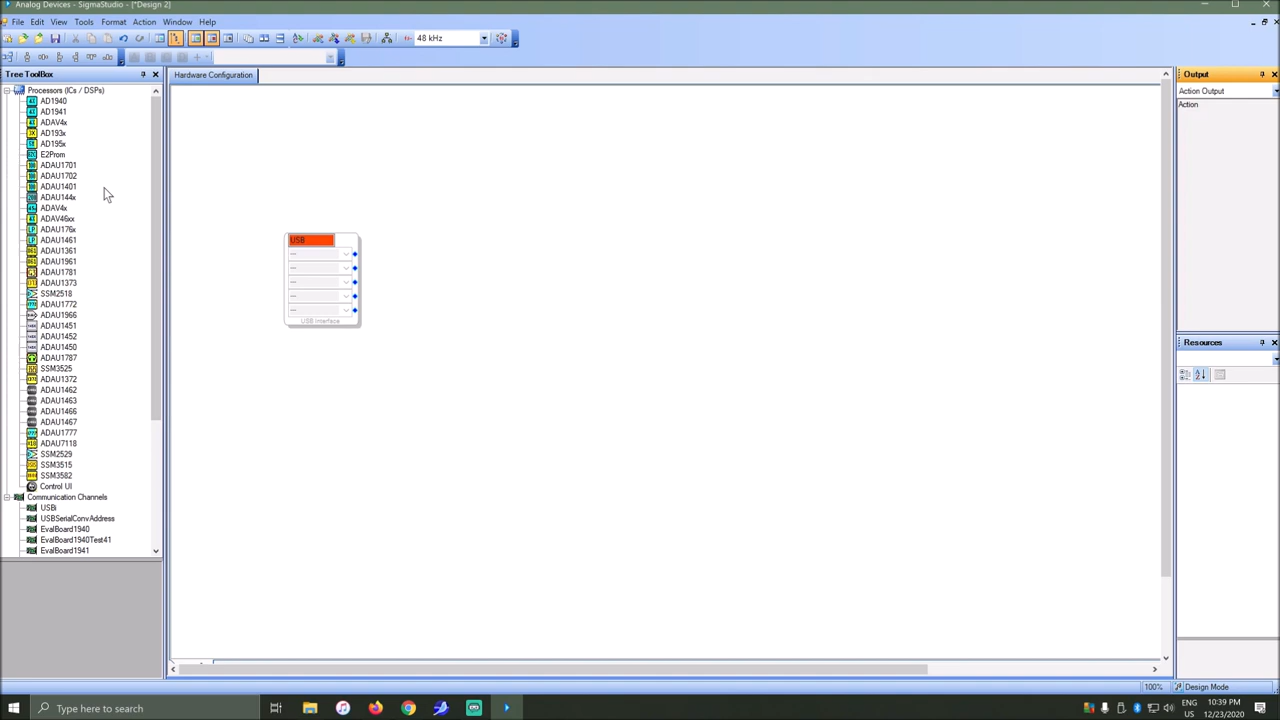 Analog Devices - SigmaStudio - [*Design 2]
File Edit View Tools Format Action Window Help
48 kHz
Tree ToolBox
Hardware Configuration
Output
Processors (ICs / DSPs)
Action Output
AD1940
Action
AD1941
ADAV4x
AD193x
AD195x
E2Prom
ADAU1701
ADAU1702
ADAU1401
ADAU144x
ADAV4x
ADAV46xx
ADAU176x
ADAU1461
ADAU1361
ADAU1961
ADAU1781
ADAU1373
SSM2518
ADAU1772
ADAU1966
ADAU1451
ADAU1452
ADAU1450
ADAU1787
SSM3525
ADAU1372
ADAU1462
ADAU1463
ADAU1466
ADAU1467
ADAU1777
ADAU7118
SSM2529
SSM3515
SSM3582
Control UI
Communication Channels
USBi
USBSerialConvAddress
EvalBoard1940
EvalBoard1940Test41
EvalBoard1941
USB
---
---
---
---
---
USB Interface
Resources
100% Design Mode
Type here to search
10:39 PM
US 12/23/2020